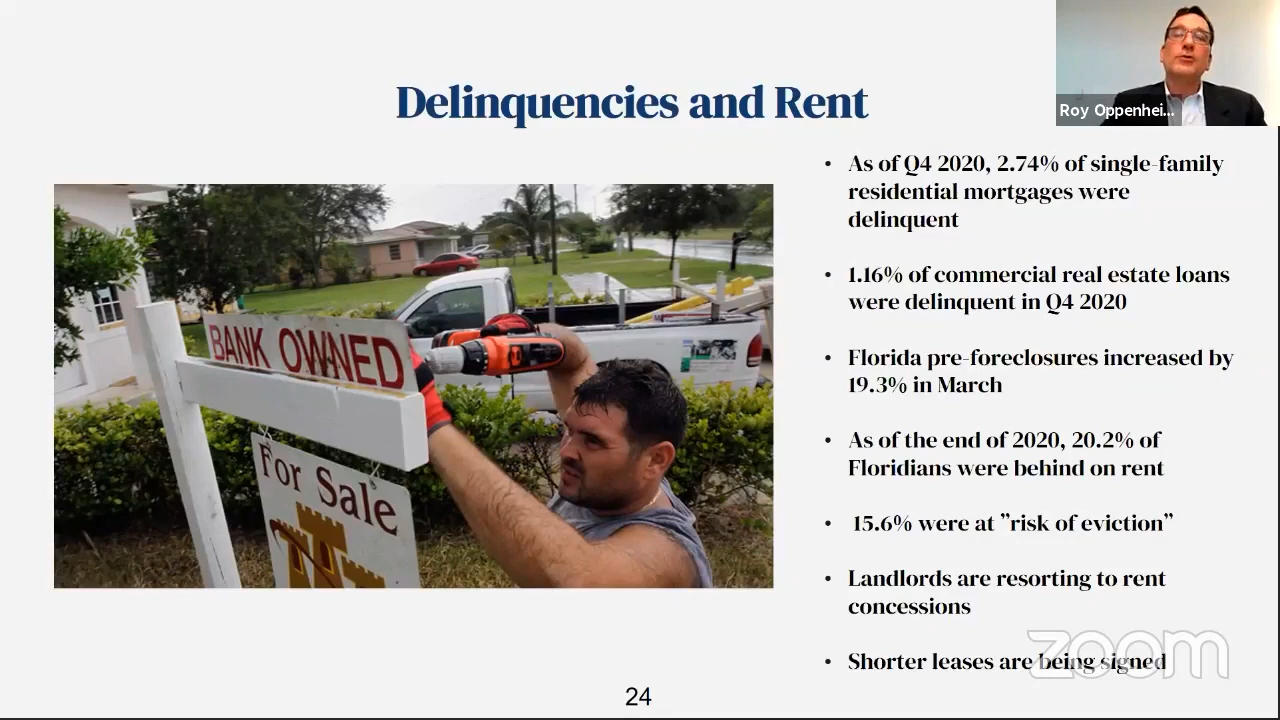 Delinquencies and Rent
Roy Oppenhei...
• As of Q4 2020, 2.74% of single-family
residential mortgages were
delinquent
• 1.16% of commercial real estate loans
were delinquent in Q4 2020
• Florida pre-foreclosures increased by
19.3% in March
• As of the end of 2020, 20.2% of
Floridians were behind on rent
• 15.6% were at ”risk of eviction”
• Landlords are resorting to rent
concessions
• Shorter leases are being signed
BANK OWNED
For Sale
zoom
24